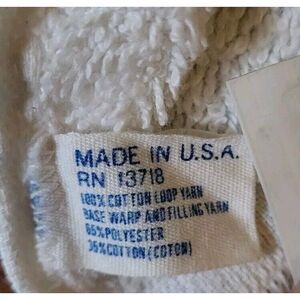 MADE IN U.S.A.
RN 13718
100% COTTON LOOP YARN
BASE WARP AND FILLING YARN
65% POLYESTER
35% COTTON (COTON)